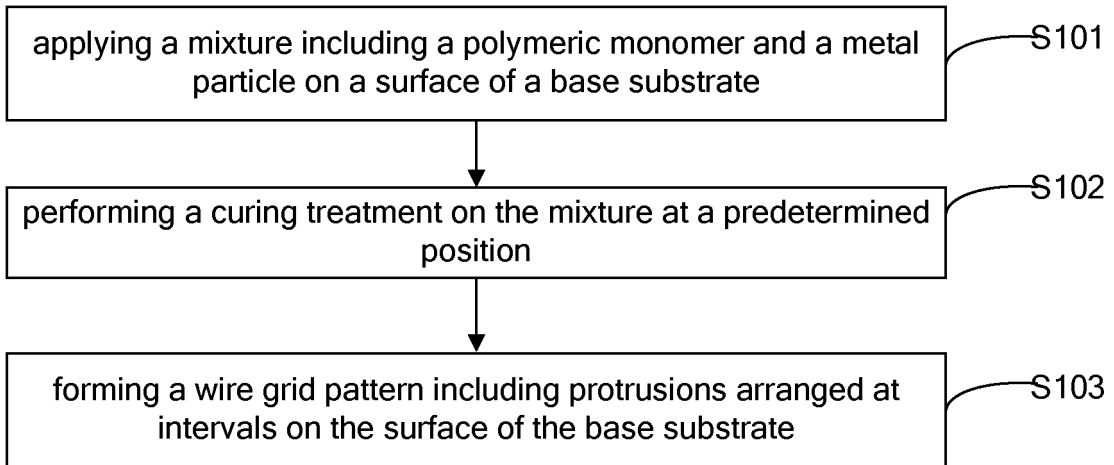 applying a mixture including a polymeric monomer and a metal
particle on a surface of a base substrate
S101
performing a curing treatment on the mixture at a predetermined
position
S102
forming a wire grid pattern including protrusions arranged at
intervals on the surface of the base substrate
S103